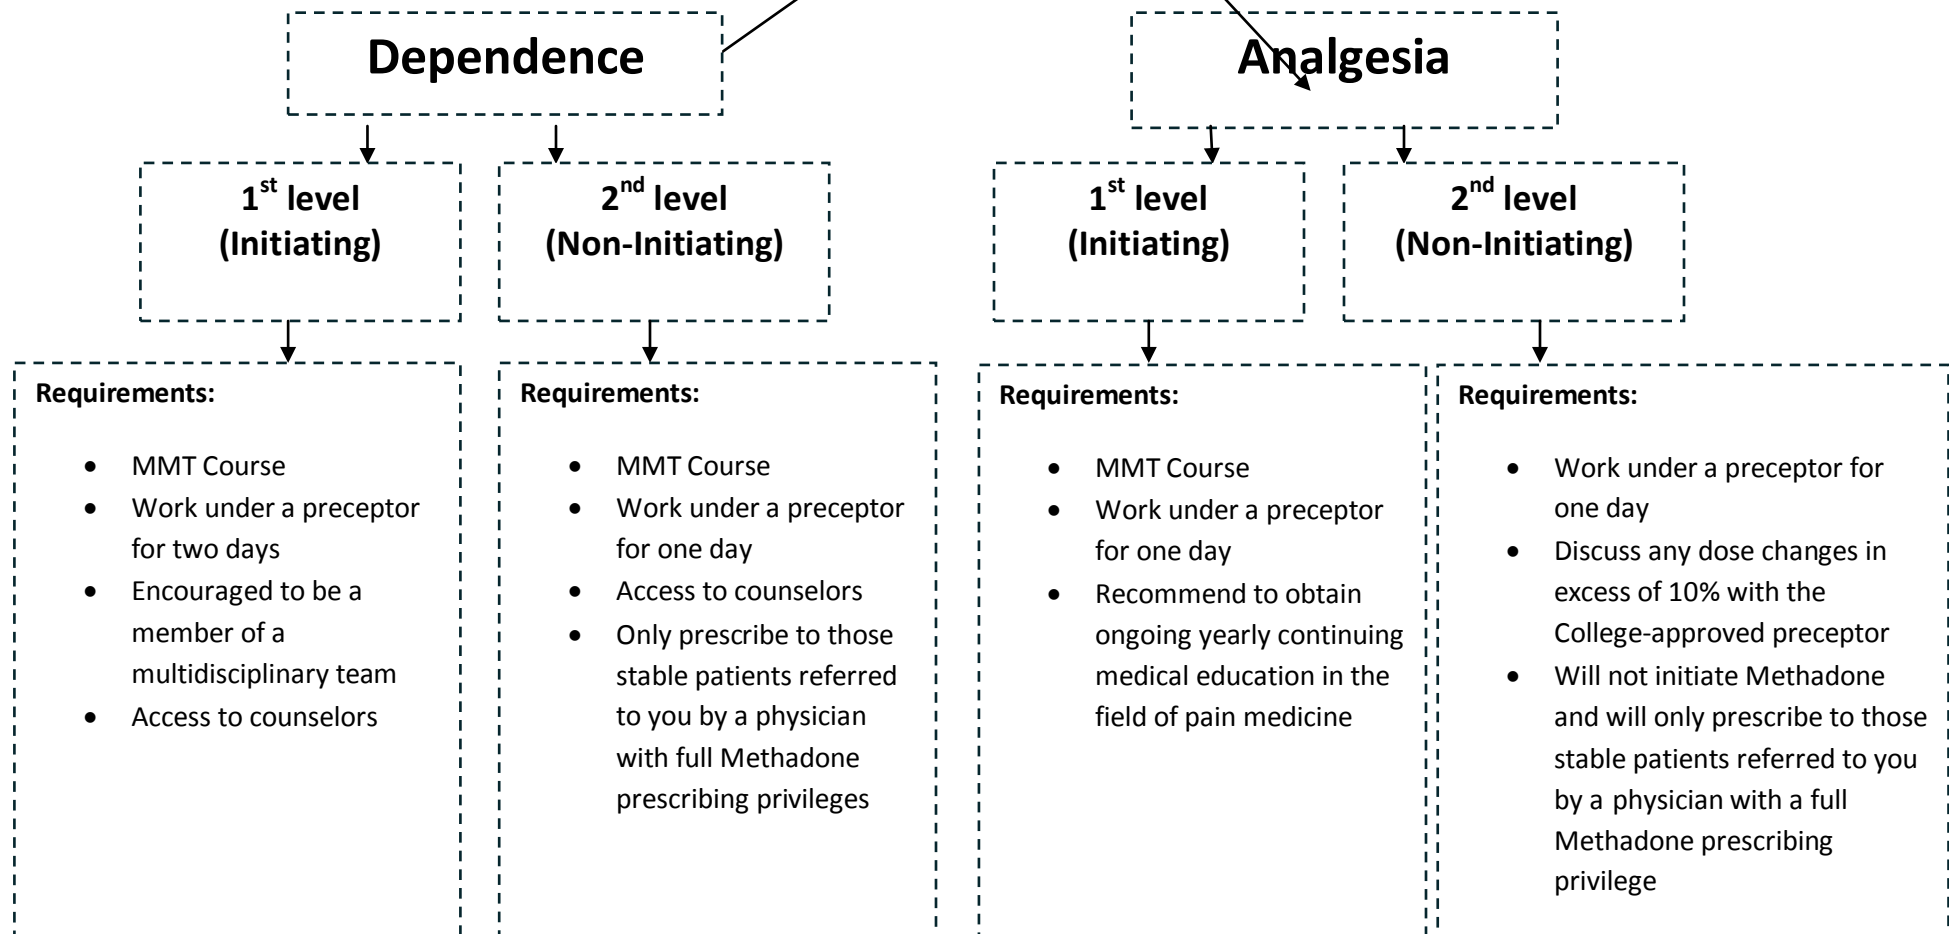 Dependence
Analgesia
1st level
(Initiating)
2nd level
(Non-Initiating)
1st level
(Initiating)
2nd level
(Non-Initiating)
Requirements:
• MMT Course
• Work under a preceptor
for two days
• Encouraged to be a
member of a
multidisciplinary team
• Access to counselors
Requirements:
• MMT Course
• Work under a preceptor
for one day
• Access to counselors
• Only prescribe to those
stable patients referred
to you by a physician
with full Methadone
prescribing privileges
Requirements:
• MMT Course
• Work under a preceptor
for one day
• Recommend to obtain
ongoing yearly continuing
medical education in the
field of pain medicine
Requirements:
• Work under a preceptor for
one day
• Discuss any dose changes in
excess of 10% with the
College-approved preceptor
• Will not initiate Methadone
and will only prescribe to those
stable patients referred to you
by a physician with a full
Methadone prescribing
privilege